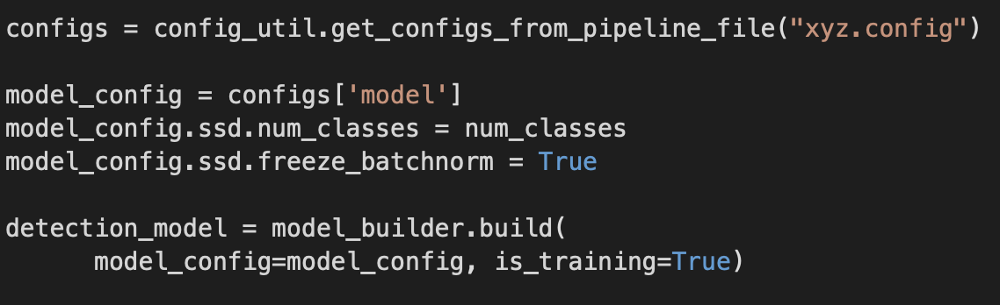 configs = config_util.get_configs_from_pipeline_file("xyz.config")
model_config = configs['model']
model_config.ssd.num_classes = num_classes
model_config.ssd.freeze_batchnorm = True
detection_model = model_builder.build(
      model_config=model_config, is_training=True)